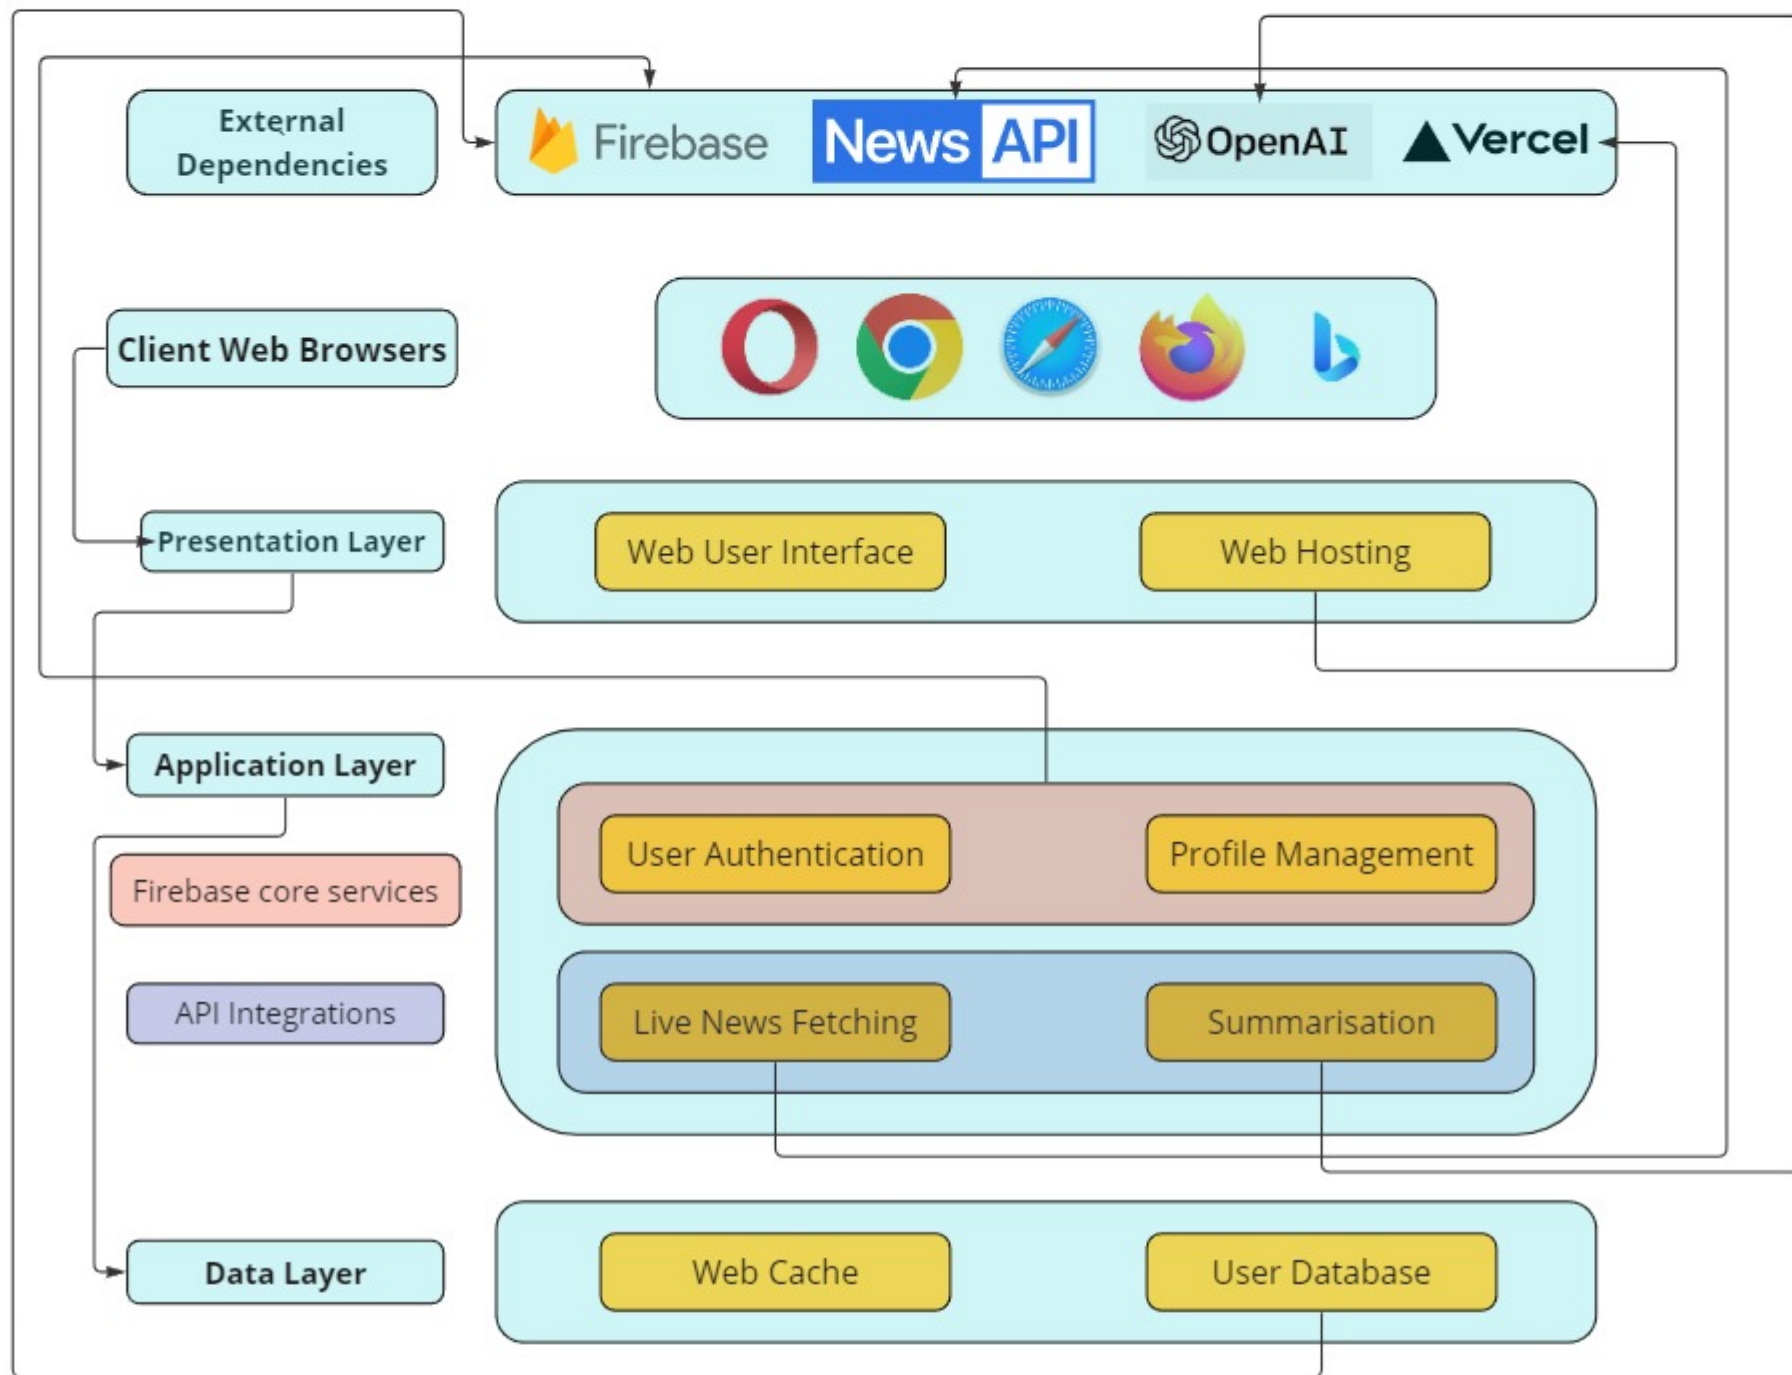 External
Dependencies
Firebase
News API
OpenAI
Vercel
Client Web Browsers
Presentation Layer
Web User Interface
Web Hosting
Application Layer
User Authentication
Profile Management
Firebase core services
API Integrations
Live News Fetching
Summarisation
Data Layer
Web Cache
User Database